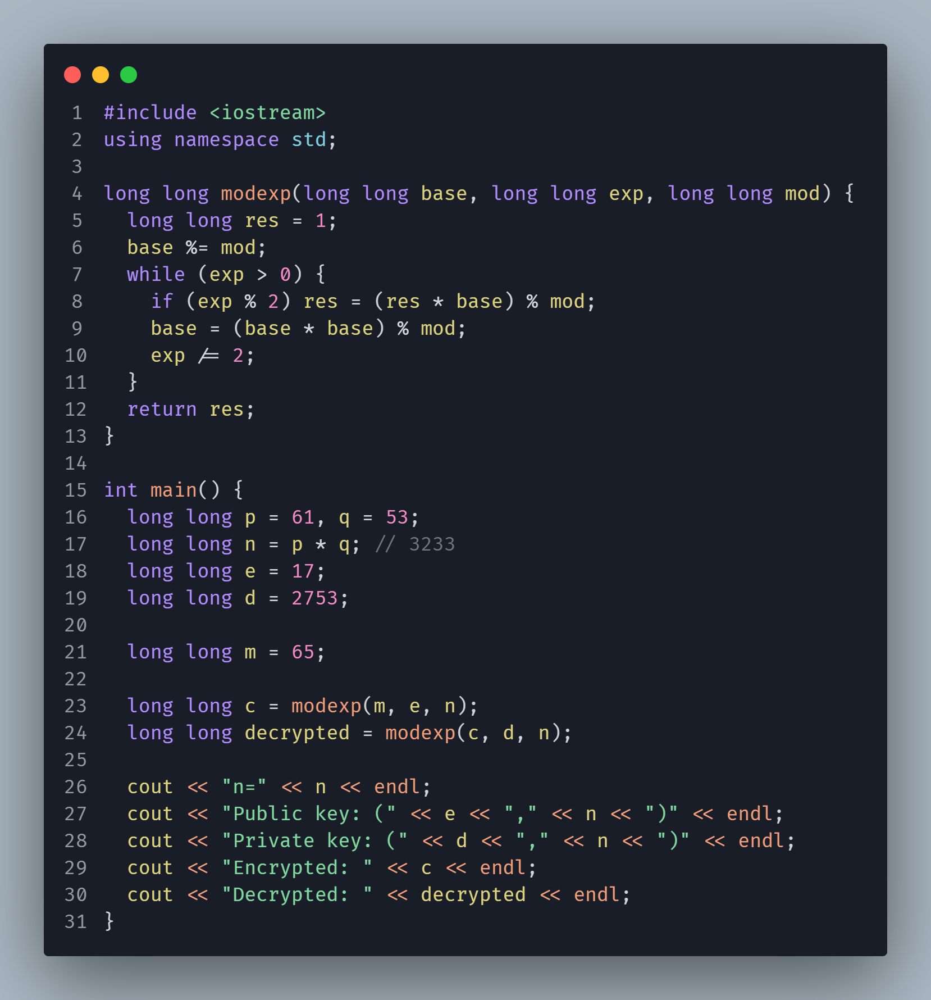 1 #include <iostream>
2 using namespace std;
3
4 long long modexp(long long base, long long exp, long long mod) {
5   long long res = 1;
6   base %= mod;
7   while (exp > 0) {
8     if (exp % 2) res = (res * base) % mod;
9     base = (base * base) % mod;
10     exp /= 2;
11   }
12   return res;
13 }
14
15 int main() {
16   long long p = 61, q = 53;
17   long long n = p * q; // 3233
18   long long e = 17;
19   long long d = 2753;
20
21   long long m = 65;
22
23   long long c = modexp(m, e, n);
24   long long decrypted = modexp(c, d, n);
25
26   cout << "n=" << n << endl;
27   cout << "Public key: (" << e << "," << n << ")" << endl;
28   cout << "Private key: (" << d << "," << n << ")" << endl;
29   cout << "Encrypted: " << c << endl;
30   cout << "Decrypted: " << decrypted << endl;
31 }